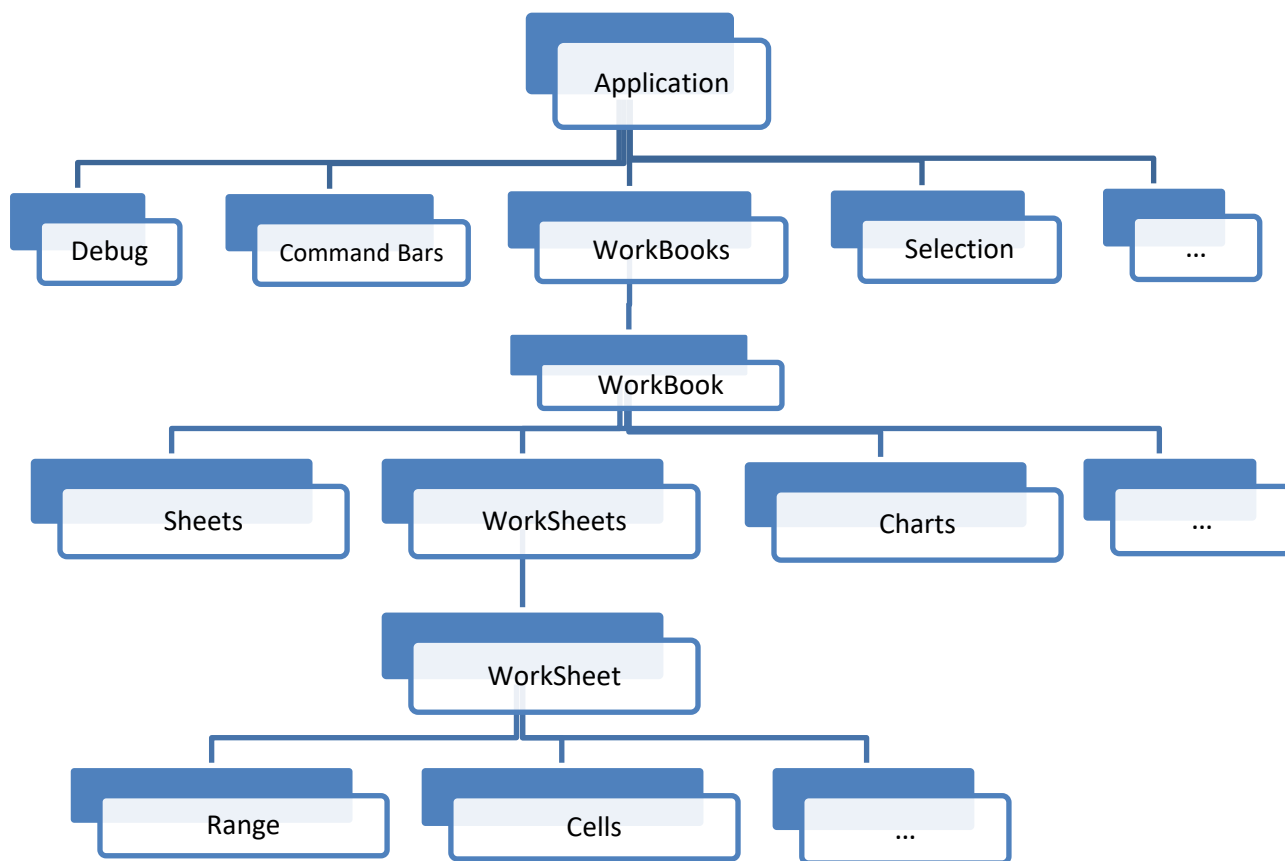 Application
Debug
Command Bars
WorkBooks
Selection
...
WorkBook
Sheets
WorkSheets
Charts
...
WorkSheet
Range
Cells
...